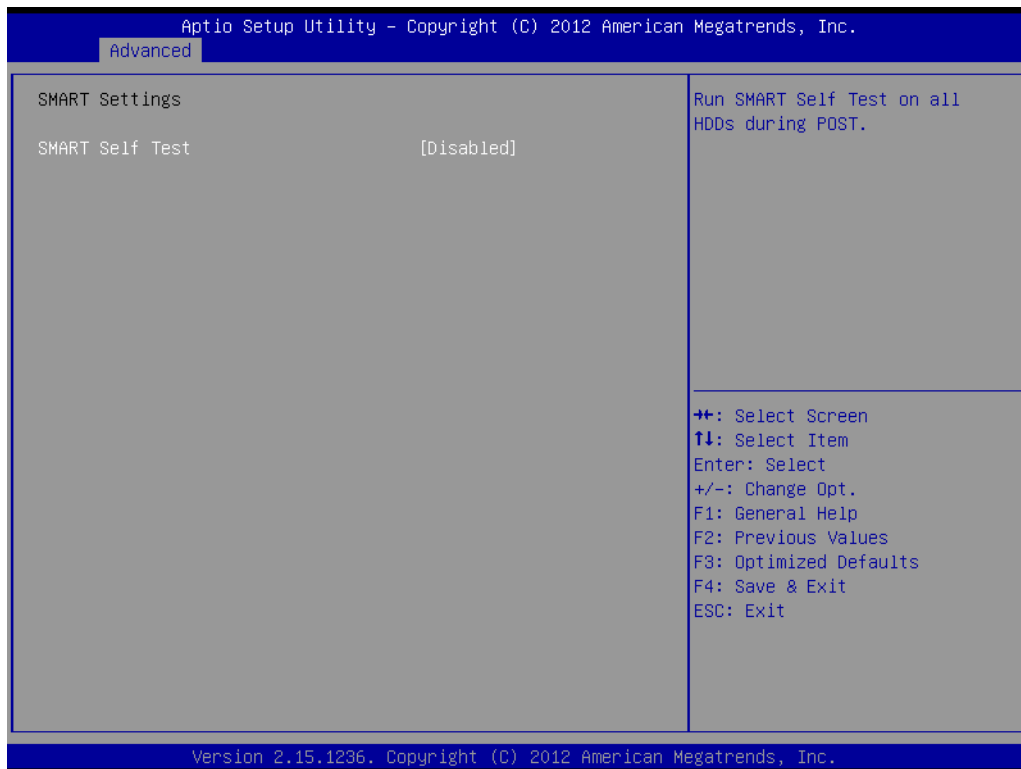 Aptio Setup Utility – Copyright (C) 2012 American Megatrends, Inc.
Advanced
SMART Settings
SMART Self Test [Disabled]
Run SMART Self Test on all
HDDs during POST.
→←: Select Screen
↑↓: Select Item
Enter: Select
+/-: Change Opt.
F1: General Help
F2: Previous Values
F3: Optimized Defaults
F4: Save & Exit
ESC: Exit
Version 2.15.1236. Copyright (C) 2012 American Megatrends, Inc.